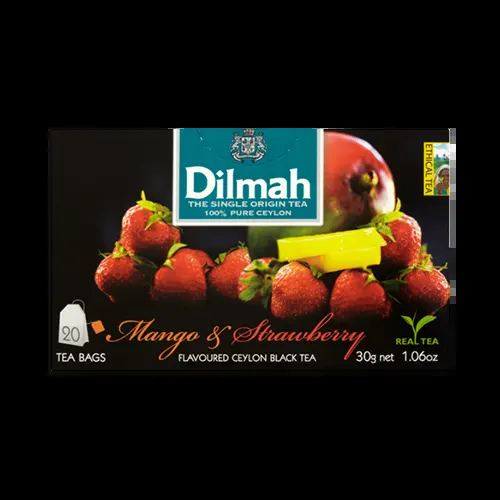 Dilmah
THE SINGLE ORIGIN TEA
100% PURE CEYLON
ETHICAL TEA
20
TEA BAGS
Mango & Strawberry
FLAVOURED CEYLON BLACK TEA
30g net 1.06oz
REAL TEA